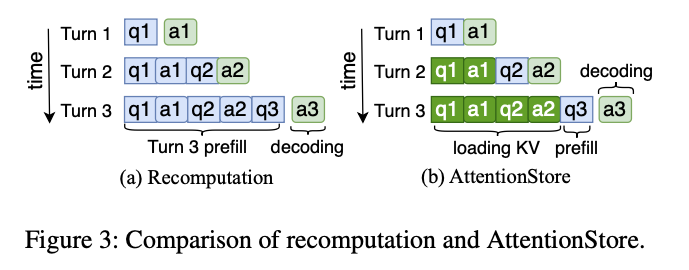 time
Turn 1 q1 a1
Turn 2 q1 a1 q2 a2
Turn 3 q1 a1 q2 a2 q3 a3
Turn 3 prefill decoding
(a) Recomputation
time
Turn 1 q1 a1
Turn 2 q1 a1 q2 a2
decoding
Turn 3 q1 a1 q2 a2 q3 a3
loading KV prefill
(b) AttentionStore
Figure 3: Comparison of recomputation and AttentionStore.